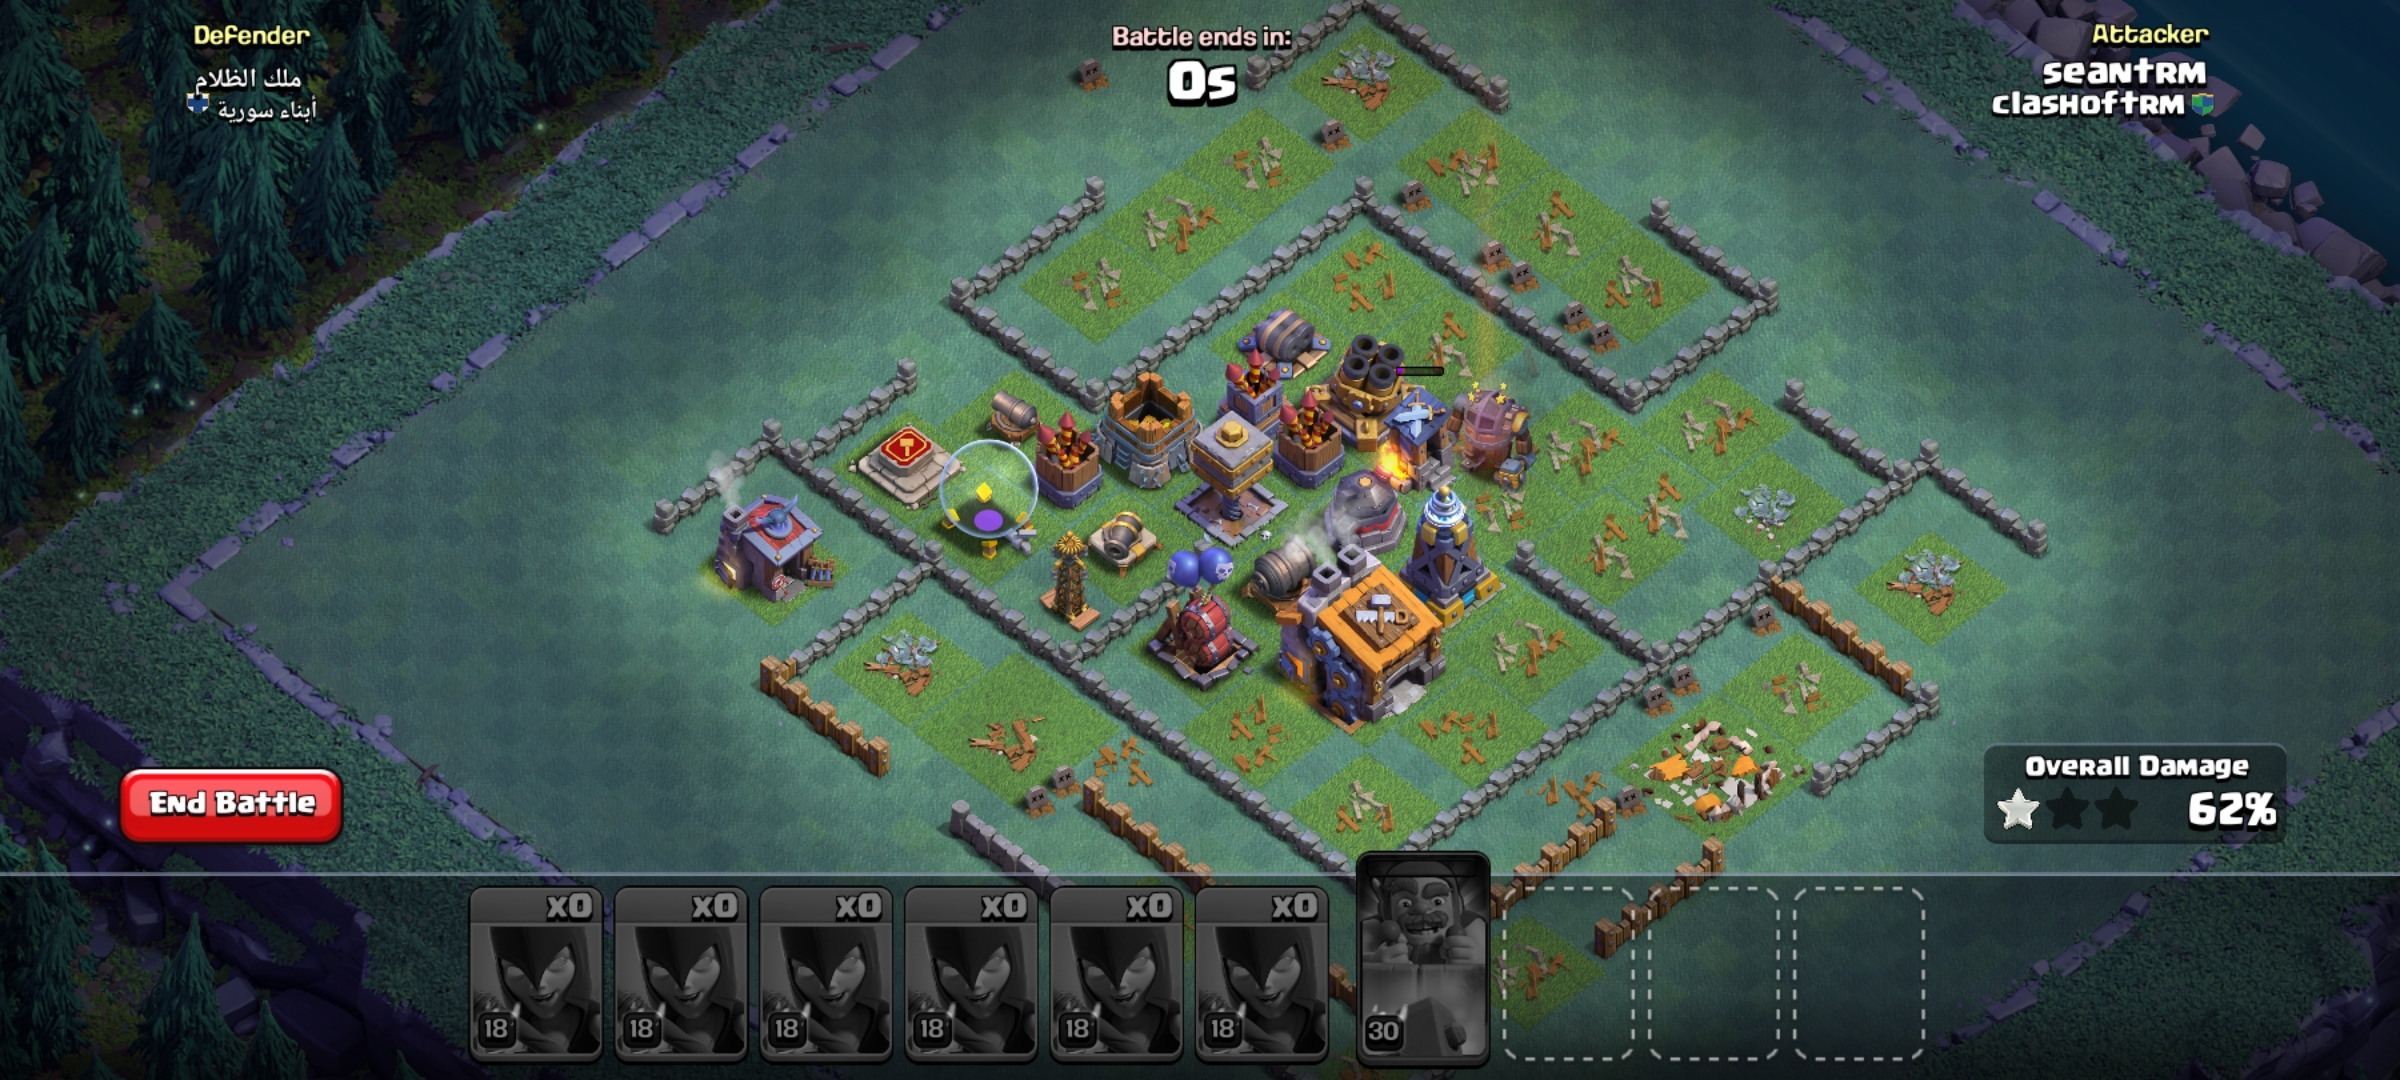 Defender
ملك الظلام
أبناء سورية
Battle ends in:
0s
Attacker
seantRM
clashoftRM
End Battle
Overall Damage
62%
x0
x0
x0
x0
x0
x0
18
18
18
18
18
18
30